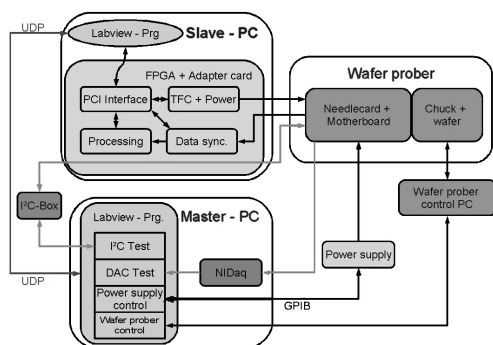 UDP
Labview - Prg
Slave - PC
FPGA + Adapter card
PCI Interface
TFC + Power
Processing
Data sync.
Wafer prober
Needlecard +
Motherboard
Chuck +
wafer
I²C-Box
Wafer prober
control PC
Labview - Prg.
Master - PC
I²C Test
DAC Test
NIDaq
Power supply
Power supply
control
GPIB
Wafer prober
control
UDP